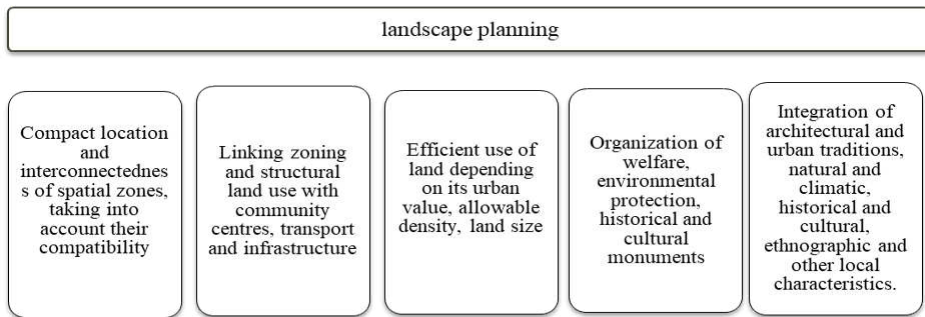 landscape planning
Compact location
and
interconnectednes
s of spatial zones,
taking into
account their
compatibility
Linking zoning
and structural
land use with
community
centres, transport
and infrastructure
Efficient use of
land depending
on its urban
value, allowable
density, land size
Organization of
welfare,
environmental
protection,
historical and
cultural
monuments
Integration of
architectural and
urban traditions,
natural and
climatic,
historical and
cultural,
ethnographic and
other local
characteristics.